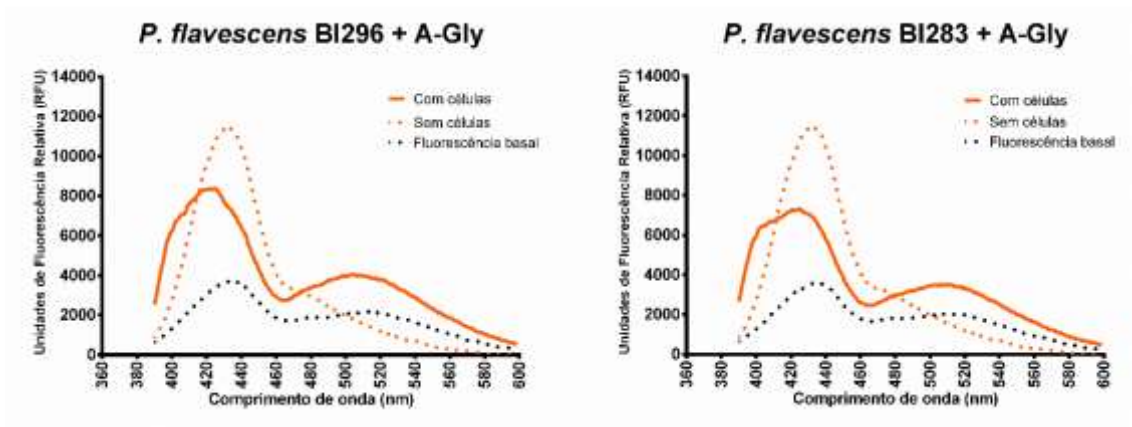 P. flavescens BI296 + A-Gly
Unidades de Fluorescência Relativa (RFU)
14000
12000
10000
8000
6000
4000
2000
0
Com células
Sem células
Fluorescência basal
360 380 400 420 440 460 480 500 520 540 560 580 600
Comprimento de onda (nm)
P. flavescens BI283 + A-Gly
Unidades de Fluorescência Relativa (RFU)
14000
12000
10000
8000
6000
4000
2000
0
Com células
Sem células
Fluorescência basal
360 380 400 420 440 460 480 500 520 540 560 580 600
Comprimento de onda (nm)